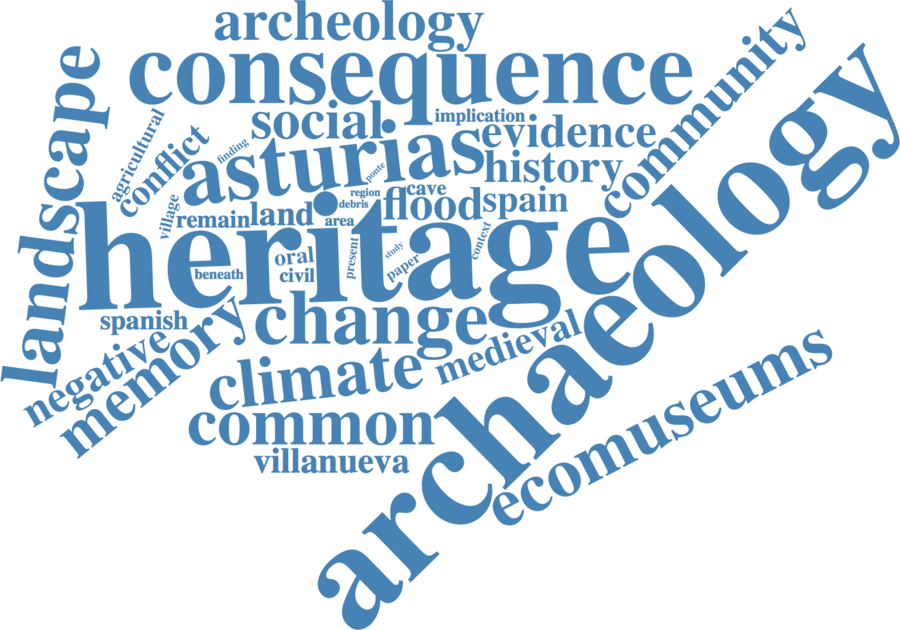 archeology
consequence
community
landscape
agricultural
conflict
finding
social
implication
evidence
asturias
history
ponte
region
cave
debris
flood
spain
village
remain
land
area
heritage
archaeology
oral
civil
beneath
present
study
paper
context
spanish
change
negative
memory
climate
medieval
common
ecomuseums
villanueva